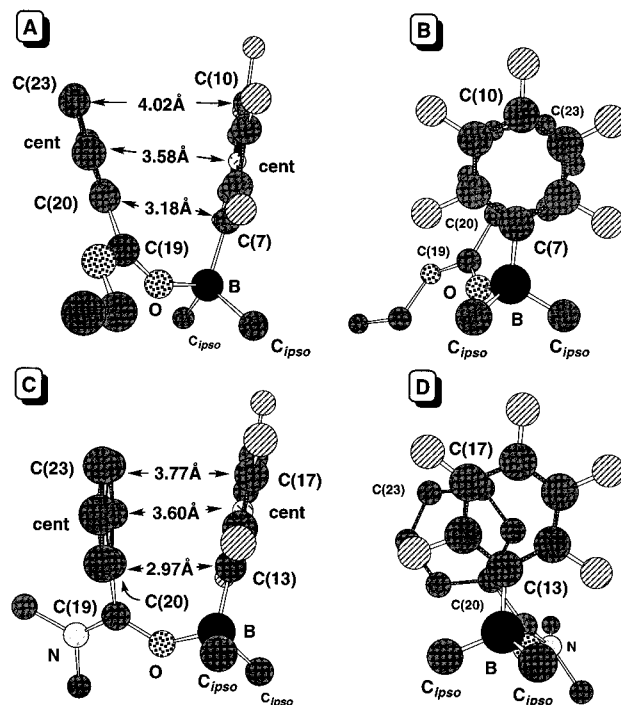 A
C(23)
C(10)
4.02Å
cent
3.58Å
cent
C(20)
3.18Å
C(7)
C(19)
O
B
Cipso
Cipso
B
C(10)
C(23)
C(20)
C(7)
C(19)
O
B
Cipso
Cipso
C
C(23)
3.77Å
C(17)
cent
3.60Å
cent
2.97Å
C(13)
C(19)
C(20)
B
N
O
Cipso
Cipso
D
C(17)
C(23)
C(20)
C(13)
N
B
Cipso
Cipso